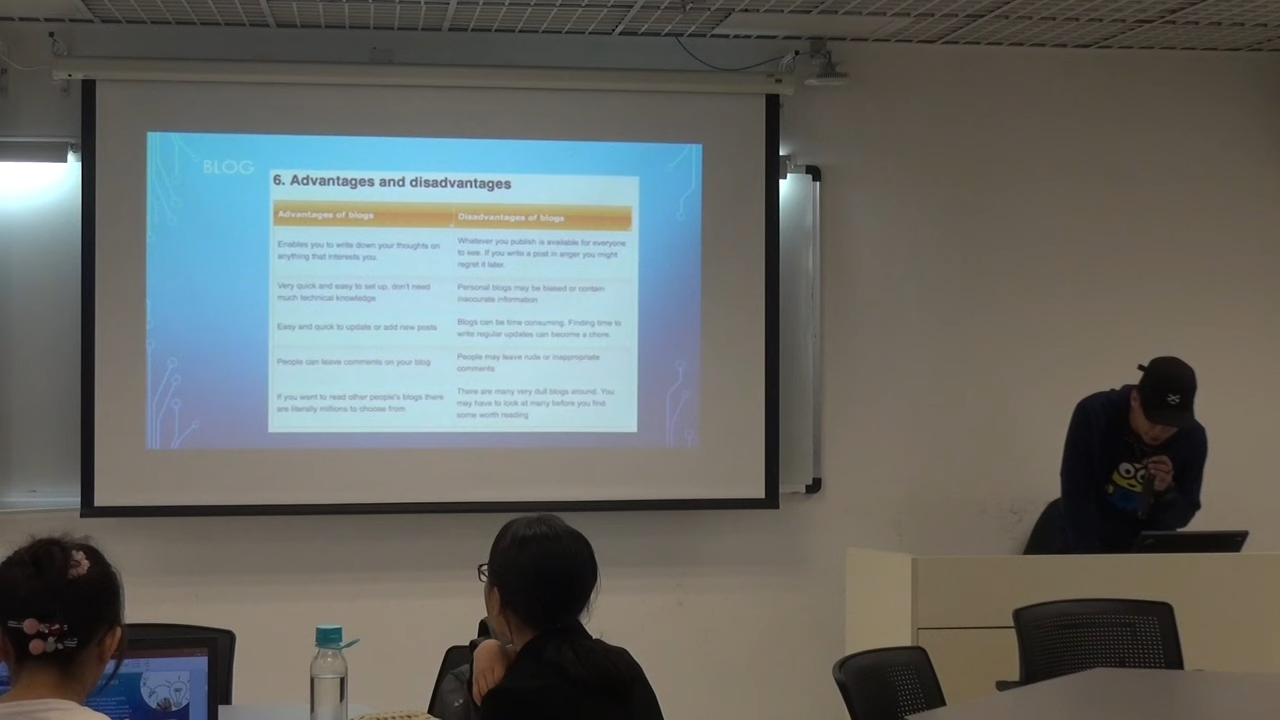 BLOG
6. Advantages and disadvantages
Advantages of blogs
Disadvantages of blogs
Enables you to write down your thoughts on
anything that interests you.
Whatever you publish is available for everyone
to see. If you write a post in anger you might
regret it later.
Very quick and easy to set up, don't need
much technical knowledge
Personal blogs may be biased or contain
inaccurate information
Easy and quick to update or add new posts
Blogs can be time consuming. Finding time to
write regular updates can become a chore.
People can leave comments on your blog
People may leave rude or inappropriate
comments
If you want to read other people's blogs there
are literally millions to choose from
There are many very dull blogs around. You
may have to look at many before you find
some worth reading